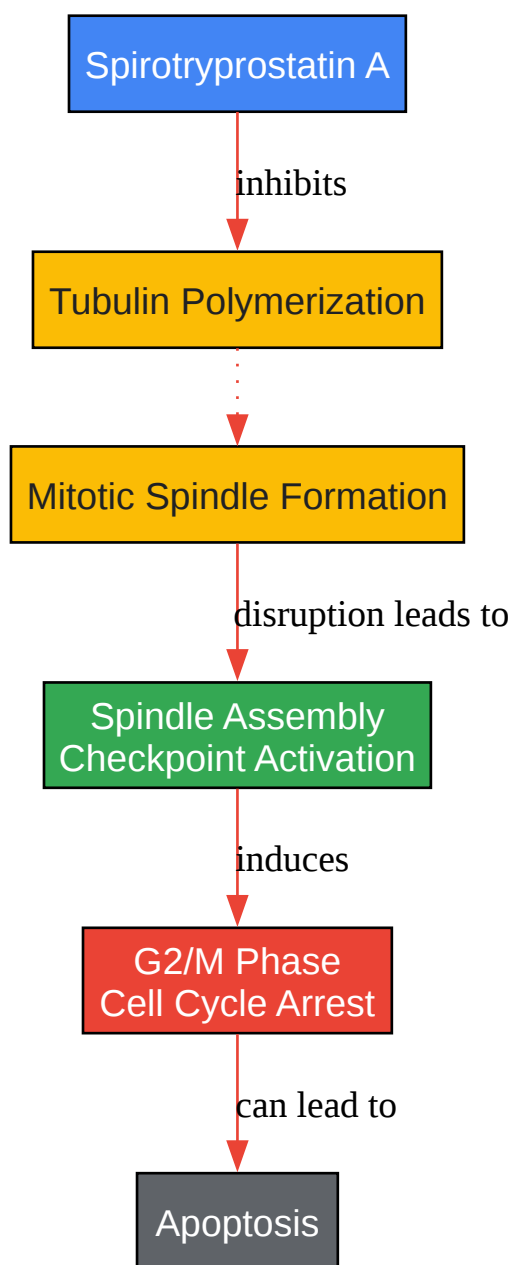 Spirotryprostatin A
inhibits
Tubulin Polymerization
Mitotic Spindle Formation
disruption leads to
Spindle Assembly
Checkpoint Activation
induces
G2/M Phase
Cell Cycle Arrest
can lead to
Apoptosis